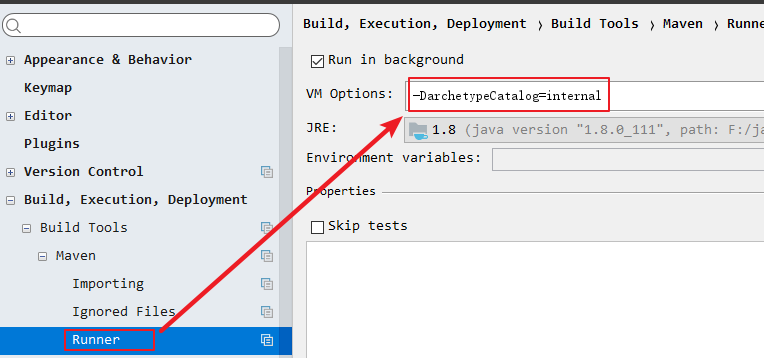 Appearance & Behavior
Keymap
Editor
Plugins
Version Control
Build, Execution, Deployment
Build Tools
Maven
Importing
Ignored Files
Runner
Build, Execution, Deployment › Build Tools › Maven › Runne
Run in background
VM Options: -DarchetypeCatalog=internal
JRE: 1.8 (java version "1.8.0_111", path: F:/ja
Environment variables:
Properties
Skip tests